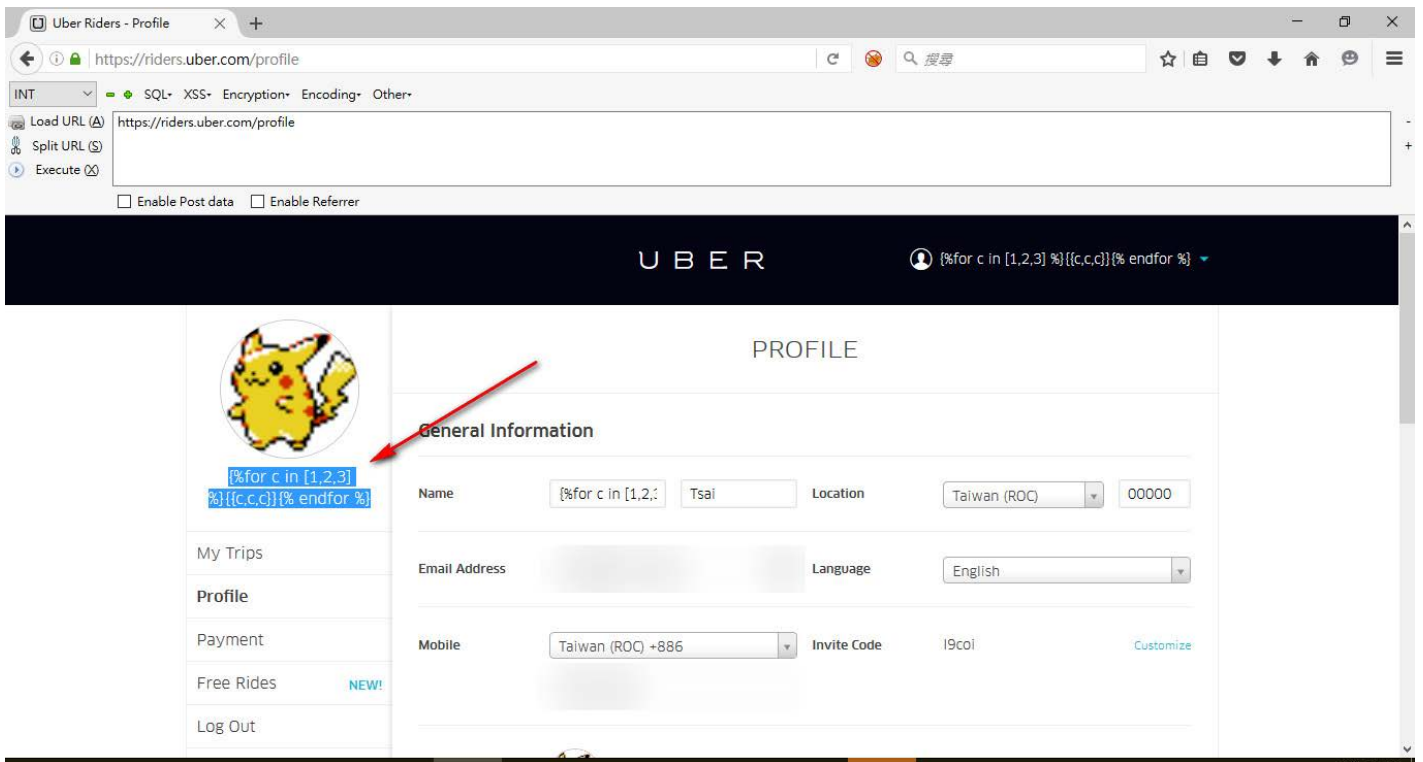 Uber Riders - Profile
https://riders.uber.com/profile
搜尋
INT SQL- XSS- Encryption- Encoding- Other-
Load URL (A) https://riders.uber.com/profile
Split URL (S)
Execute (X)
Enable Post data Enable Referrer
UBER {%for c in [1,2,3] %}{{c,c,c}}{% endfor %}
PROFILE
General Information
{%for c in [1,2,3]
%}{{c,c,c}}{% endfor %}
Name {%for c in [1,2,: Tsai Location Taiwan (ROC) 00000
My Trips
Email Address Language English
Profile
Payment
Mobile Taiwan (ROC) +886 Invite Code l9coi Customize
Free Rides NEW!
Log Out